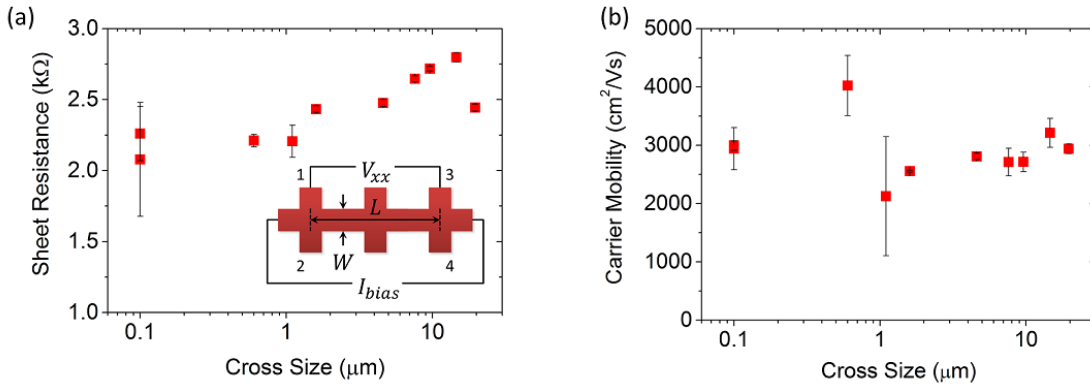 (a)
3.0
2.5
2.0
1.5
1.0
Sheet Resistance (kΩ)
1
V_xx
3
L
2
W
4
I_bias
0.1
1
10
Cross Size (μm)
(b)
5000
4000
3000
2000
1000
0
Carrier Mobility (cm²/Vs)
0.1
1
10
Cross Size (μm)